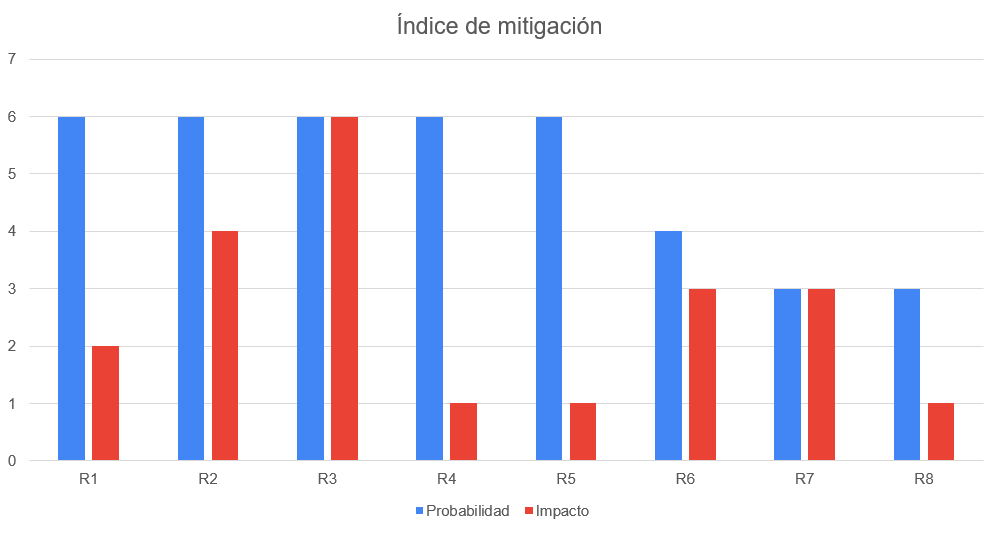 Índice de mitigación
7
6
5
4
3
2
1
0
R1 R2 R3 R4 R5 R6 R7 R8
Probabilidad Impacto